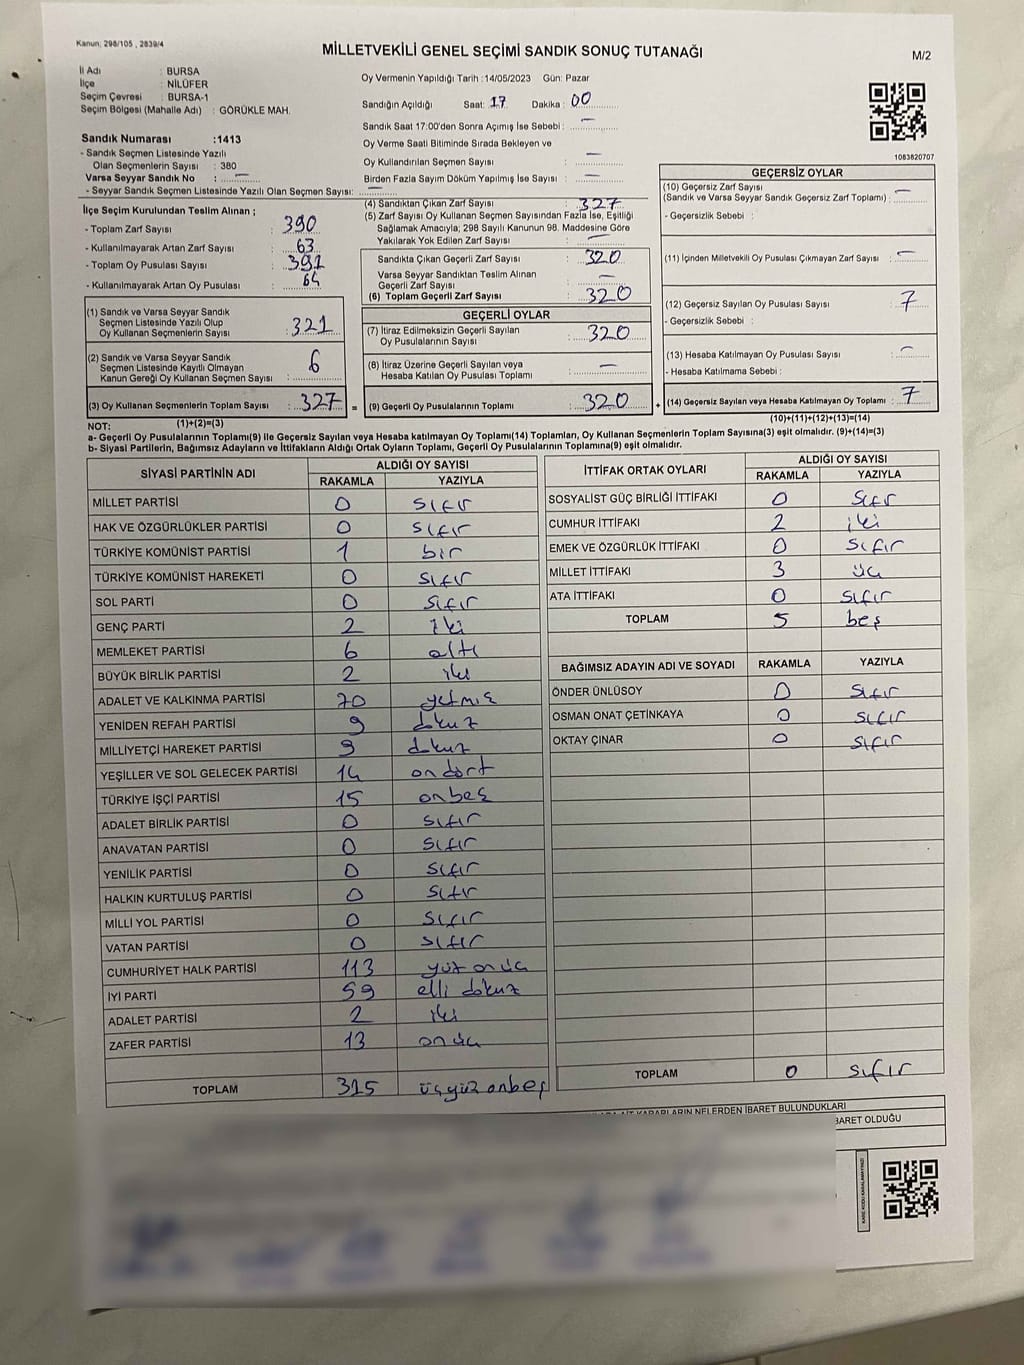 Kanun; 298/105 , 2839/4
MİLLETVEKİLİ GENEL SEÇİMİ SANDIK SONUÇ TUTANAĞI
M/2
İl Adı : BURSA
İlçe : NİLÜFER
Seçim Çevresi : BURSA-1
Seçim Bölgesi (Mahalle Adı) : GÖRÜKLE MAH.
Sandık Numarası :1413
- Sandık Seçmen Listesinde Yazılı
Olan Seçmenlerin Sayısı : 380
Varsa Seyyar Sandık No : —
- Seyyar Sandık Seçmen Listesinde Yazılı Olan Seçmen Sayısı: —
Oy Vermenin Yapıldığı Tarih :14/05/2023 Gün: Pazar
Sandığın Açıldığı Saat: 17 Dakika : 00
Sandık Saat 17:00'den Sonra Açımış İse Sebebi : —
Oy Verme Saati Bitiminde Sırada Bekleyen ve
Oy Kullandırılan Seçmen Sayısı : —
Birden Fazla Sayım Döküm Yapılmış İse Sayısı : —
1083820707
İlçe Seçim Kurulundan Teslim Alınan ;
- Toplam Zarf Sayısı : 390
- Kullanılmayarak Artan Zarf Sayısı : 63
- Toplam Oy Pusulası Sayısı : 391
- Kullanılmayarak Artan Oy Pusulası : 64
(1) Sandık ve Varsa Seyyar Sandık
Seçmen Listesinde Yazılı Olup
Oy Kullanan Seçmenlerin Sayısı : 321
(2) Sandık ve Varsa Seyyar Sandık
Seçmen Listesinde Kayıtlı Olmayan
Kanun Gereği Oy Kullanan Seçmen Sayısı : 6
(3) Oy Kullanan Seçmenlerin Toplam Sayısı : 327
(1)+(2)=(3)
(4) Sandıktan Çıkan Zarf Sayısı : 327
(5) Zarf Sayısı Oy Kullanan Seçmen Sayısından Fazla İse, Eşitliği
Sağlamak Amacıyla; 298 Sayılı Kanunun 98. Maddesine Göre
Yakılarak Yok Edilen Zarf Sayısı : —
Sandıkta Çıkan Geçerli Zarf Sayısı : 320
Varsa Seyyar Sandıktan Teslim Alınan
Geçerli Zarf Sayısı : —
(6) Toplam Geçerli Zarf Sayısı : 320
GEÇERLİ OYLAR
(7) İtiraz Edilmeksizin Geçerli Sayılan
Oy Pusulalarının Sayısı : 320
(8) İtiraz Üzerine Geçerli Sayılan veya
Hesaba Katılan Oy Pusulası Toplamı : —
= (9) Geçerli Oy Pusulalarının Toplamı : 320 +
GEÇERSİZ OYLAR
(10) Geçersiz Zarf Sayısı
(Sandık ve Varsa Seyyar Sandık Geçersiz Zarf Toplamı) : —
- Geçersizlik Sebebi :
(11) İçinden Milletvekili Oy Pusulası Çıkmayan Zarf Sayısı : —
(12) Geçersiz Sayılan Oy Pusulası Sayısı : 7
- Geçersizlik Sebebi :
(13) Hesaba Katılmayan Oy Pusulası Sayısı : —
- Hesaba Katılmama Sebebi :
(14) Geçersiz Sayılan veya Hesaba Katılmayan Oy Toplamı : 7
(10)+(11)+(12)+(13)=(14)
NOT:
a- Geçerli Oy Pusulalarının Toplamı(9) ile Geçersiz Sayılan veya Hesaba katılmayan Oy Toplamı(14) Toplamları, Oy Kullanan Seçmenlerin Toplam Sayısına(3) eşit olmalıdır. (9)+(14)=(3)
b- Siyasi Partilerin, Bağımsız Adayların ve İttifakların Aldığı Ortak Oyların Toplamı, Geçerli Oy Pusulalarının Toplamına(9) eşit olmalıdır.
SİYASİ PARTİNİN ADI ALDIĞI OY SAYISI
RAKAMLA YAZIYLA
MİLLET PARTİSİ 0 sıfır
HAK VE ÖZGÜRLÜKLER PARTİSİ 0 sıfır
TÜRKİYE KOMÜNİST PARTİSİ 1 bir
TÜRKİYE KOMÜNİST HAREKETİ 0 sıfır
SOL PARTİ 0 sıfır
GENÇ PARTİ 2 iki
MEMLEKET PARTİSİ 6 altı
BÜYÜK BİRLİK PARTİSİ 2 iki
ADALET VE KALKINMA PARTİSİ 70 yetmiş
YENİDEN REFAH PARTİSİ 9 dokuz
MİLLİYETÇİ HAREKET PARTİSİ 9 dokuz
YEŞİLLER VE SOL GELECEK PARTİSİ 14 on dört
TÜRKİYE İŞÇİ PARTİSİ 15 onbeş
ADALET BİRLİK PARTİSİ 0 sıfır
ANAVATAN PARTİSİ 0 sıfır
YENİLİK PARTİSİ 0 sıfır
HALKIN KURTULUŞ PARTİSİ 0 sıfır
MİLLİ YOL PARTİSİ 0 sıfır
VATAN PARTİSİ 0 sıfır
CUMHURİYET HALK PARTİSİ 113 yüz onüç
İYİ PARTİ 59 elli dokuz
ADALET PARTİSİ 2 iki
ZAFER PARTİSİ 13 on üç
TOPLAM 315 üçyüz onbeş
İTTİFAK ORTAK OYLARI ALDIĞI OY SAYISI
RAKAMLA YAZIYLA
SOSYALİST GÜÇ BİRLİĞİ İTTİFAKI 0 sıfır
CUMHUR İTTİFAKI 2 iki
EMEK VE ÖZGÜRLÜK İTTİFAKI 0 sıfır
MİLLET İTTİFAKI 3 üç
ATA İTTİFAKI 0 sıfır
TOPLAM 5 beş
BAĞIMSIZ ADAYIN ADI VE SOYADI RAKAMLA YAZIYLA
ÖNDER ÜNLÜSOY 0 sıfır
OSMAN ONAT ÇETİNKAYA 0 sıfır
OKTAY ÇINAR 0 sıfır
TOPLAM 0 sıfır
KARARLARIN NELERDEN İBARET BULUNDUKLARI
BARET OLDUĞU